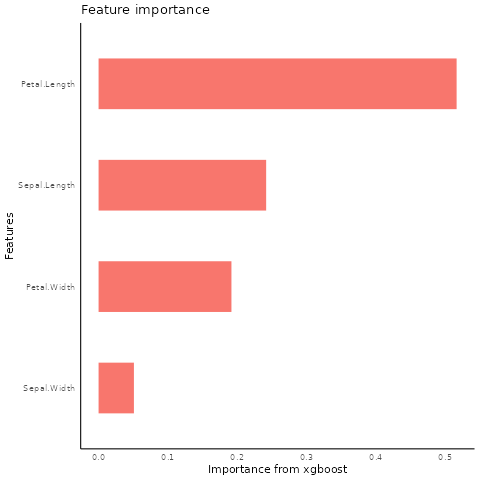 Feature importance
Features
Petal.Length
Sepal.Length
Petal.Width
Sepal.Width
0.0 0.1 0.2 0.3 0.4 0.5
Importance from xgboost